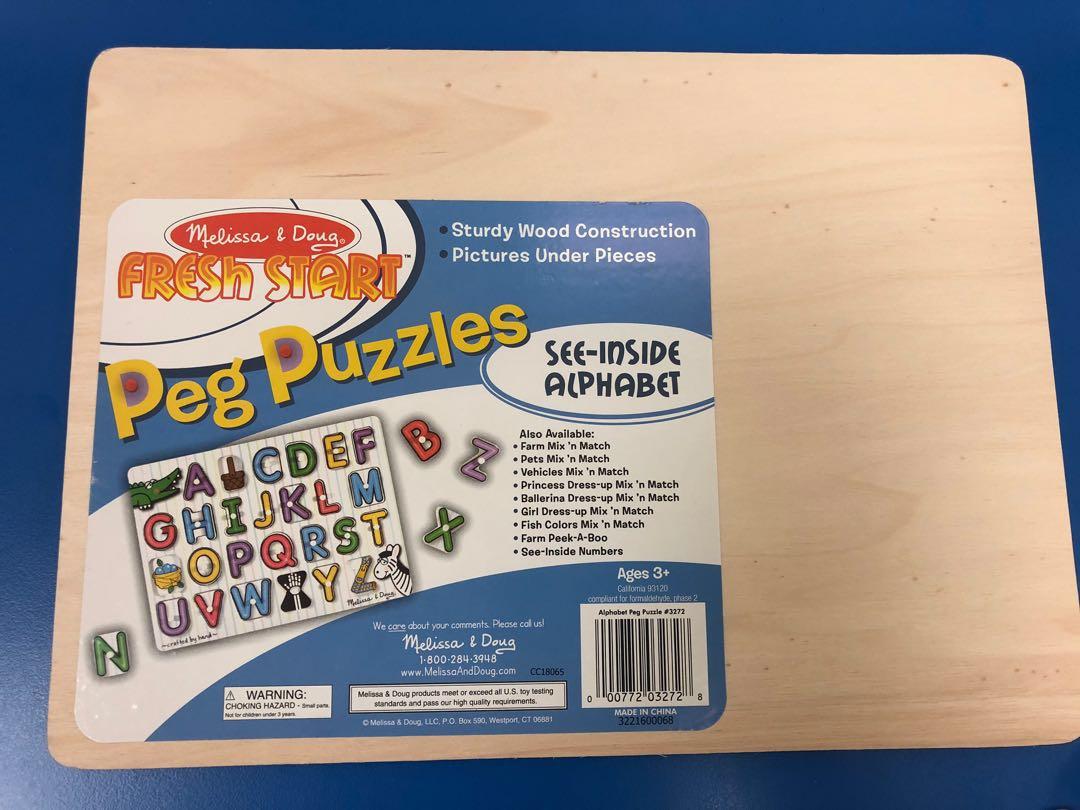 Melissa & Doug®
FRESH START™
• Sturdy Wood Construction
• Pictures Under Pieces
Peg Puzzles
SEE-INSIDE
ALPHABET
Also Available:
• Farm Mix 'n Match
• Pets Mix 'n Match
• Vehicles Mix 'n Match
• Princess Dress-up Mix 'n Match
• Ballerina Dress-up Mix 'n Match
• Girl Dress-up Mix 'n Match
• Fish Colors Mix 'n Match
• Farm Peek-A-Boo
• See-Inside Numbers
B
Z
X
N
A C D E F
G H I J K L M
O P Q R S T
U V W Y
Melissa & Doug
~crafted by hand~
Ages 3+
California 93120
compliant for formaldehyde, phase 2
Alphabet Peg Puzzle #3272
0 00772 03272 8
MADE IN CHINA
3221600068
We care about your comments. Please call us!
Melissa & Doug
1-800-284-3948
www.MelissaAndDoug.com
CC18065
WARNING:
CHOKING HAZARD - Small parts.
Not for children under 3 years.
Melissa & Doug products meet or exceed all U.S. toy testing
standards and pass our high quality requirements.
© Melissa & Doug, LLC, P.O. Box 590, Westport, CT 06881